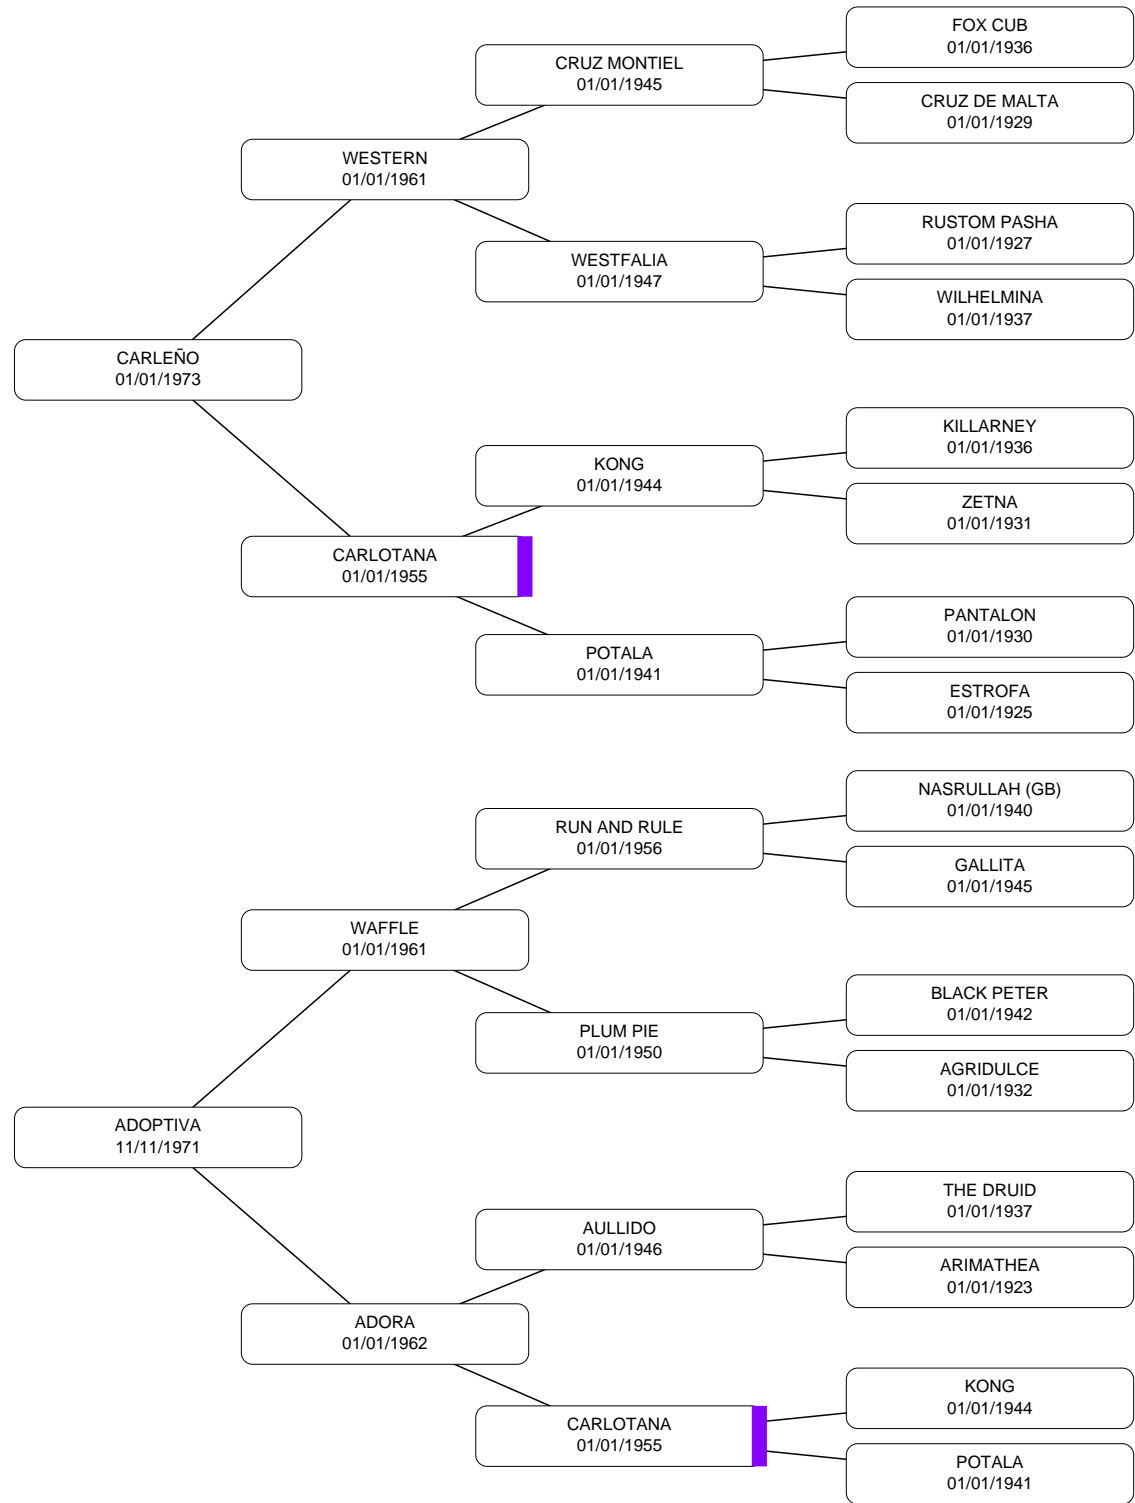 FOX CUB
01/01/1936
CRUZ MONTIEL
01/01/1945
CRUZ DE MALTA
01/01/1929
WESTERN
01/01/1961
RUSTOM PASHA
01/01/1927
WESTFALIA
01/01/1947
WILHELMINA
01/01/1937
CARLEÑO
01/01/1973
KILLARNEY
01/01/1936
KONG
01/01/1944
ZETNA
01/01/1931
CARLOTANA
01/01/1955
PANTALON
01/01/1930
POTALA
01/01/1941
ESTROFA
01/01/1925
NASRULLAH (GB)
01/01/1940
RUN AND RULE
01/01/1956
GALLITA
01/01/1945
WAFFLE
01/01/1961
BLACK PETER
01/01/1942
PLUM PIE
01/01/1950
AGRIDULCE
01/01/1932
ADOPTIVA
11/11/1971
THE DRUID
01/01/1937
AULLIDO
01/01/1946
ARIMATHEA
01/01/1923
ADORA
01/01/1962
KONG
01/01/1944
CARLOTANA
01/01/1955
POTALA
01/01/1941